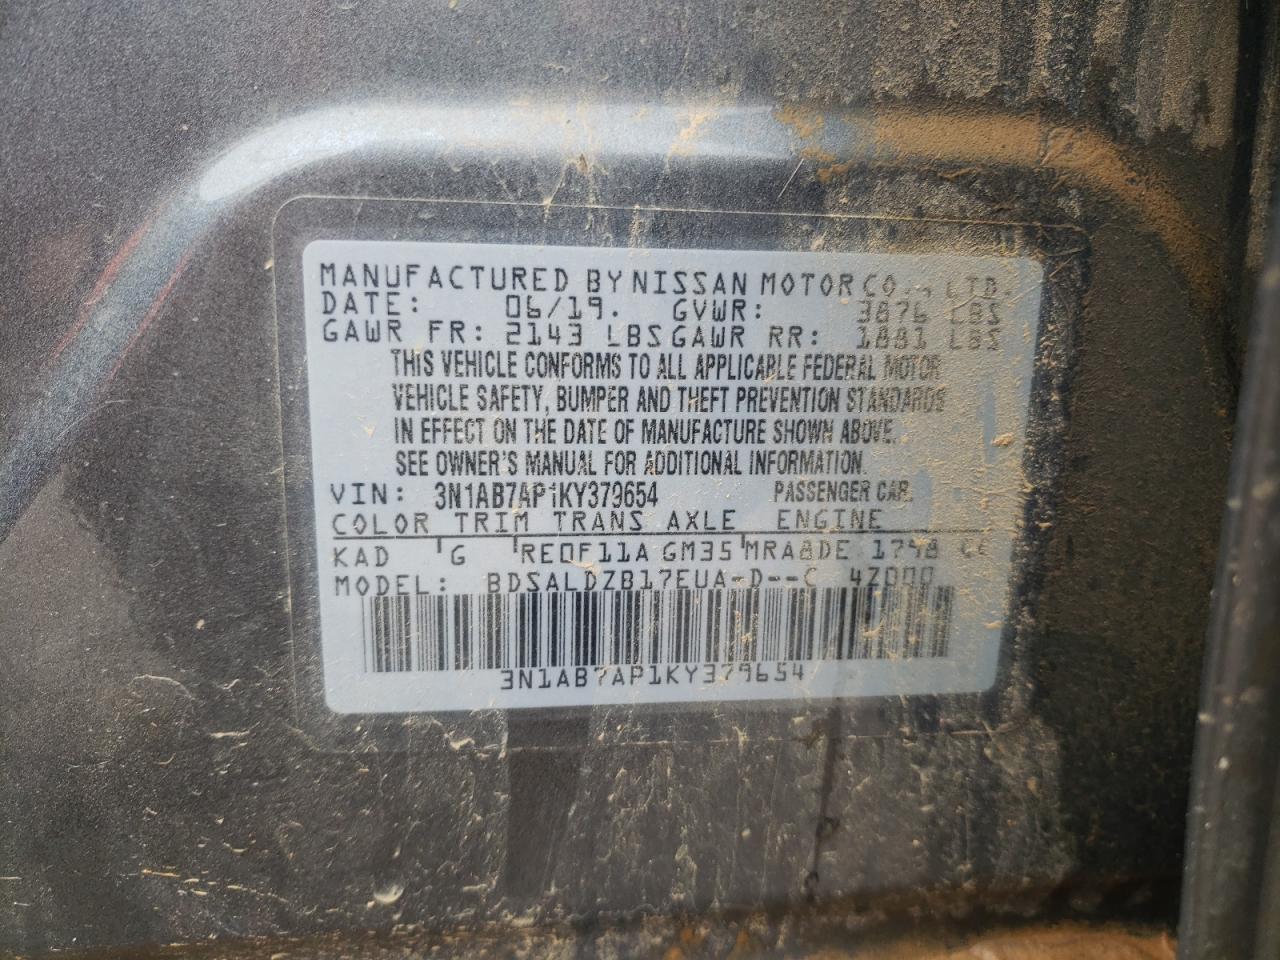 MANUFACTURED BY NISSAN MOTOR CO., LTD.
DATE: 06/19. GVWR: 3876 LBS
GAWR FR: 2143 LBS GAWR RR: 1881 LBS
THIS VEHICLE CONFORMS TO ALL APPLICABLE FEDERAL MOTOR
VEHICLE SAFETY, BUMPER AND THEFT PREVENTION STANDARDS
IN EFFECT ON THE DATE OF MANUFACTURE SHOWN ABOVE.
SEE OWNER'S MANUAL FOR ADDITIONAL INFORMATION.
VIN: 3N1AB7AP1KY379654 PASSENGER CAR.
COLOR TRIM TRANS AXLE ENGINE
KAD G RE0F11A GM35 MRA8DE 1798 CC
MODEL: BDSALDZB17EUA-D--C 4Z000
3N1AB7AP1KY379654